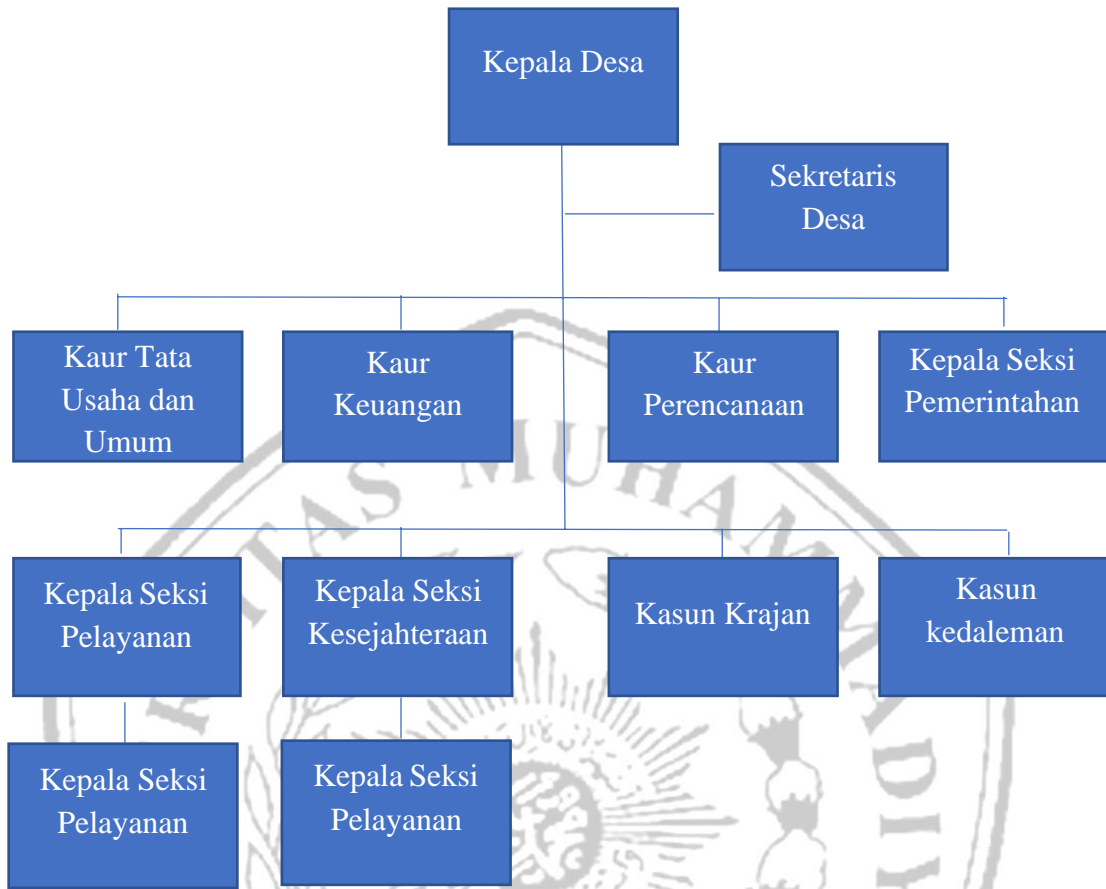 Kepala Desa
Sekretaris
Desa
Kaur Tata
Usaha dan
Umum
Kaur
Keuangan
Kaur
Perencanaan
Kepala Seksi
Pemerintahan
Kepala Seksi
Pelayanan
Kepala Seksi
Kesejahteraan
Kasun Krajan
Kasun
kedaleman
Kepala Seksi
Pelayanan
Kepala Seksi
Pelayanan